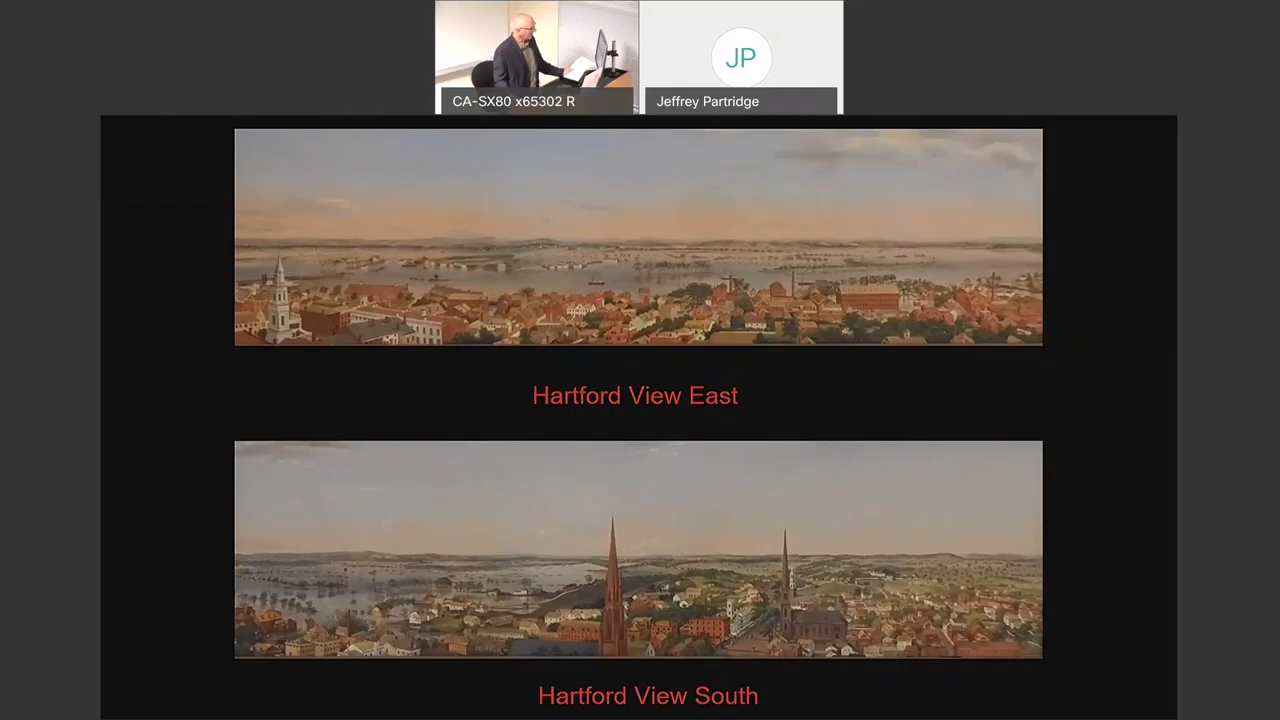 CA-SX80 x65302 R
JP
Jeffrey Partridge
Hartford View East
Hartford View South